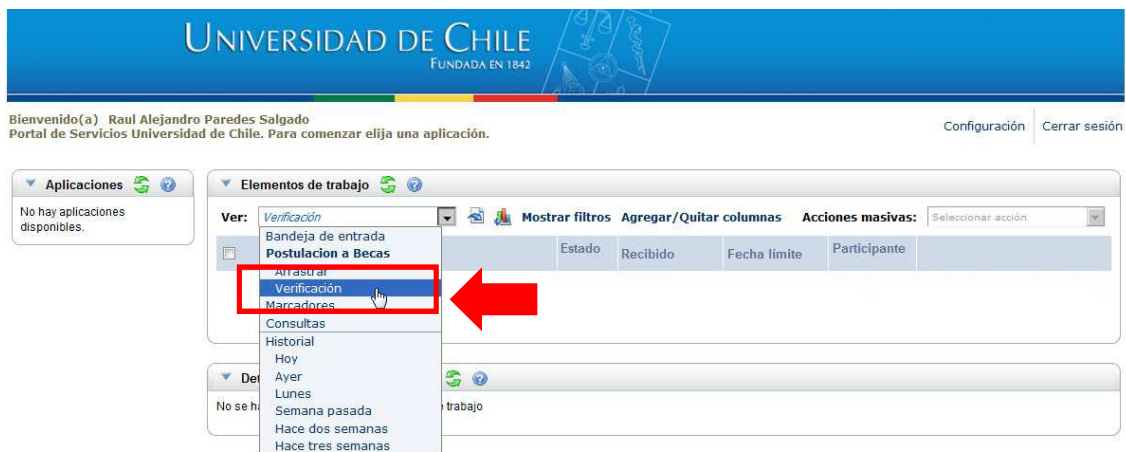 UNIVERSIDAD DE CHILE
FUNDADA EN 1842
Bienvenido(a) Raul Alejandro Paredes Salgado
Portal de Servicios Universidad de Chile. Para comenzar elija una aplicación.
Configuración Cerrar sesión
Aplicaciones
No hay aplicaciones
disponibles.
Elementos de trabajo
Ver: Verificación Mostrar filtros Agregar/Quitar columnas Acciones masivas: Seleccionar acción
Estado Recibido Fecha límite Participante
Bandeja de entrada
Postulacion a Becas
Arrastrar
Verificación
Marcadores
Consultas
Historial
Hoy
Ayer
Lunes
Semana pasada
Hace dos semanas
Hace tres semanas
No se
trabajo